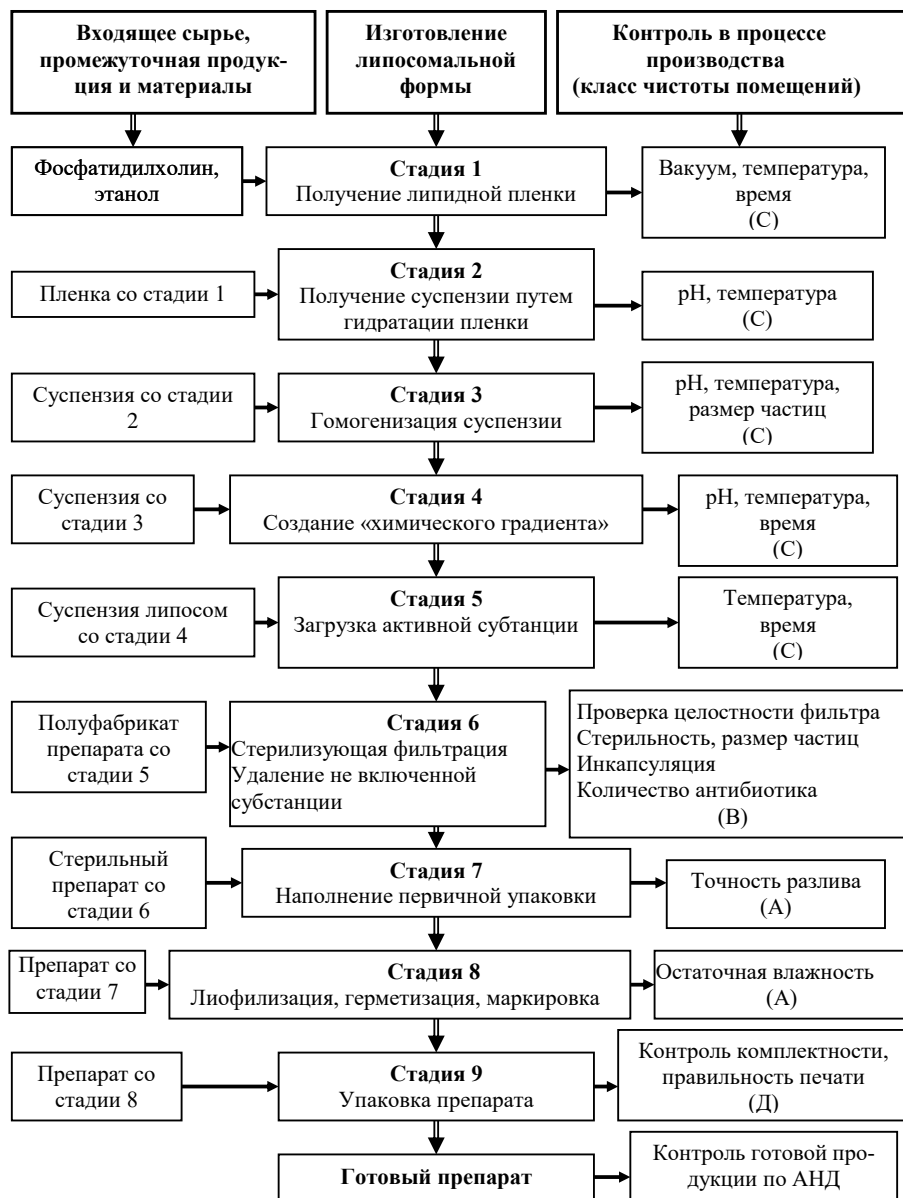 Входящее сырье,
промежуточная продук-
ция и материалы
Изготовление
липосомальной
формы
Контроль в процессе
производства
(класс чистоты помещений)
Фосфатидилхолин,
этанол
Стадия 1
Получение липидной пленки
Вакуум, температура,
время
(С)
Пленка со стадии 1
Стадия 2
Получение суспензии путем
гидратации пленки
рН, температура
(С)
Суспензия со стадии
2
Стадия 3
Гомогенизация суспензии
рН, температура,
размер частиц
(С)
Суспензия со
стадии 3
Стадия 4
Создание «химического градиента»
рН, температура,
время
(С)
Суспензия липосом
со стадии 4
Стадия 5
Загрузка активной субтанции
Температура,
время
(С)
Полуфабрикат
препарата со
стадии 5
Стадия 6
Стерилизующая фильтрация
Удаление не включенной
субстанции
Проверка целостности фильтра
Стерильность, размер частиц
Инкапсуляция
Количество антибиотика
(В)
Стерильный
препарат со
стадии 6
Стадия 7
Наполнение первичной упаковки
Точность разлива
(А)
Препарат со
стадии 7
Стадия 8
Лиофилизация, герметизация, маркировка
Остаточная влажность
(А)
Препарат со
стадии 8
Стадия 9
Упаковка препарата
Контроль комплектности,
правильность печати
(Д)
Готовый препарат
Контроль готовой про-
дукции по АНД